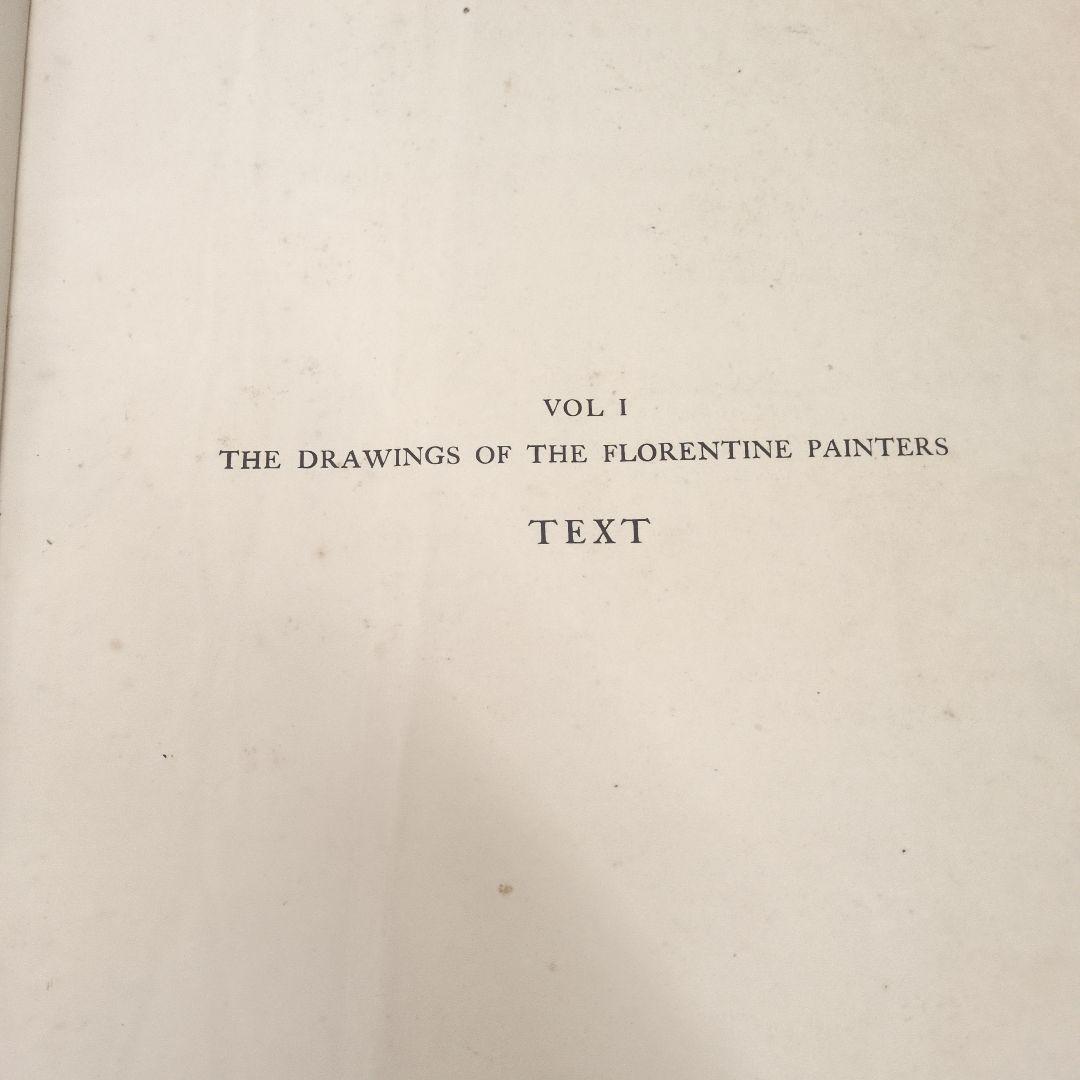 VOL I
THE DRAWINGS OF THE FLORENTINE PAINTERS
TEXT